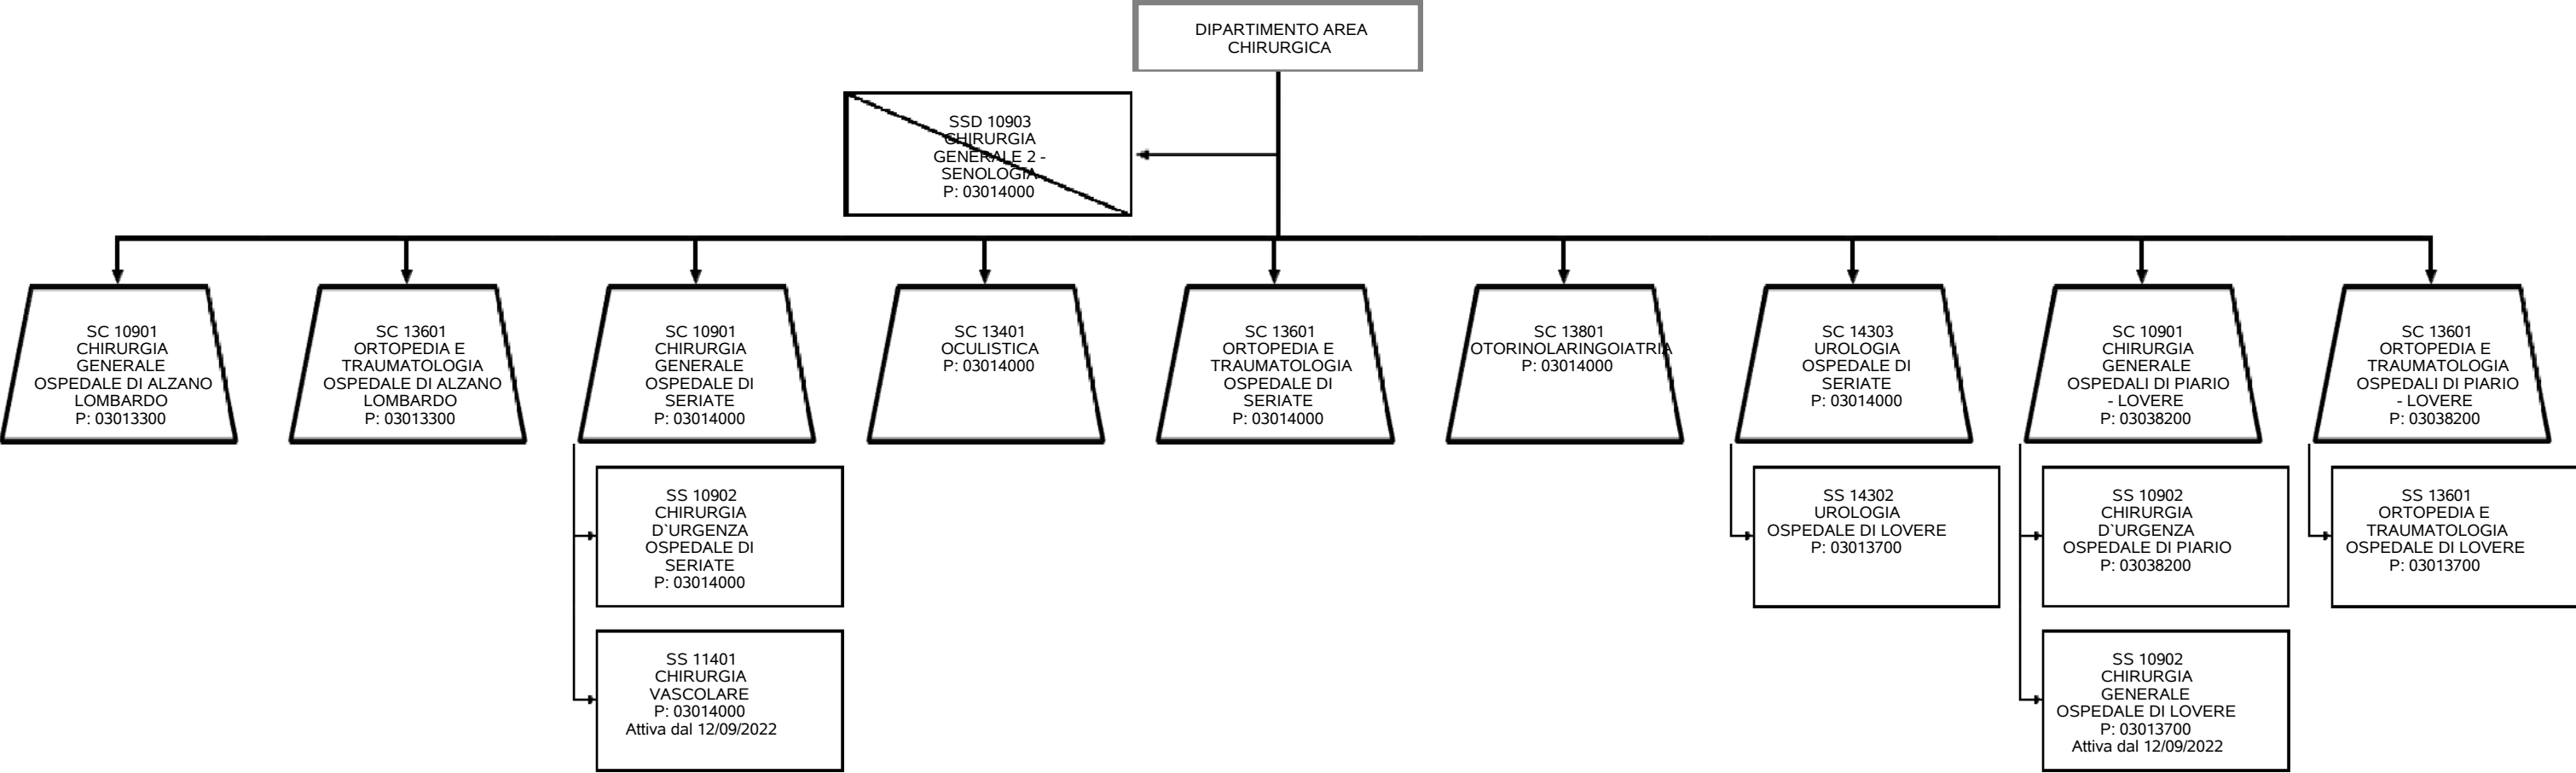 DIPARTIMENTO AREA
CHIRURGICA
SSD 10903
CHIRURGIA
GENERALE 2 -
SENOLOGIA
P: 03014000
SC 10901
CHIRURGIA
GENERALE
OSPEDALE DI ALZANO
LOMBARDO
P: 03013300
SC 13601
ORTOPEDIA E
TRAUMATOLOGIA
OSPEDALE DI ALZANO
LOMBARDO
P: 03013300
SC 10901
CHIRURGIA
GENERALE
OSPEDALE DI
SERIATE
P: 03014000
SC 13401
OCULISTICA
P: 03014000
SC 13601
ORTOPEDIA E
TRAUMATOLOGIA
OSPEDALE DI
SERIATE
P: 03014000
SC 13801
OTORINOLARINGOIATRIA
P: 03014000
SC 14303
UROLOGIA
OSPEDALE DI
SERIATE
P: 03014000
SC 10901
CHIRURGIA
GENERALE
OSPEDALI DI PIARIO
- LOVERE
P: 03038200
SC 13601
ORTOPEDIA E
TRAUMATOLOGIA
OSPEDALI DI PIARIO
- LOVERE
P: 03038200
SS 10902
CHIRURGIA
D`URGENZA
OSPEDALE DI
SERIATE
P: 03014000
SS 14302
UROLOGIA
OSPEDALE DI LOVERE
P: 03013700
SS 10902
CHIRURGIA
D`URGENZA
OSPEDALE DI PIARIO
P: 03038200
SS 13601
ORTOPEDIA E
TRAUMATOLOGIA
OSPEDALE DI LOVERE
P: 03013700
SS 11401
CHIRURGIA
VASCOLARE
P: 03014000
Attiva dal 12/09/2022
SS 10902
CHIRURGIA
GENERALE
OSPEDALE DI LOVERE
P: 03013700
Attiva dal 12/09/2022